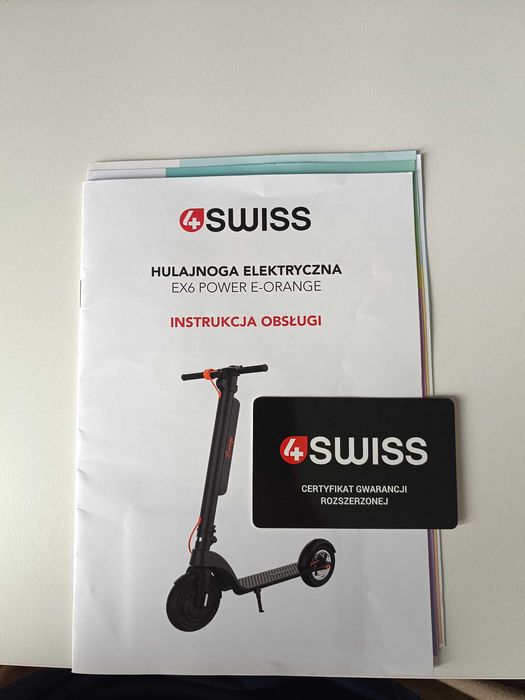 4SWISS
HULAJNOGA ELEKTRYCZNA
EX6 POWER E-ORANGE
INSTRUKCJA OBSŁUGI
4SWISS
CERTYFIKAT GWARANCJI
ROZSZERZONEJ